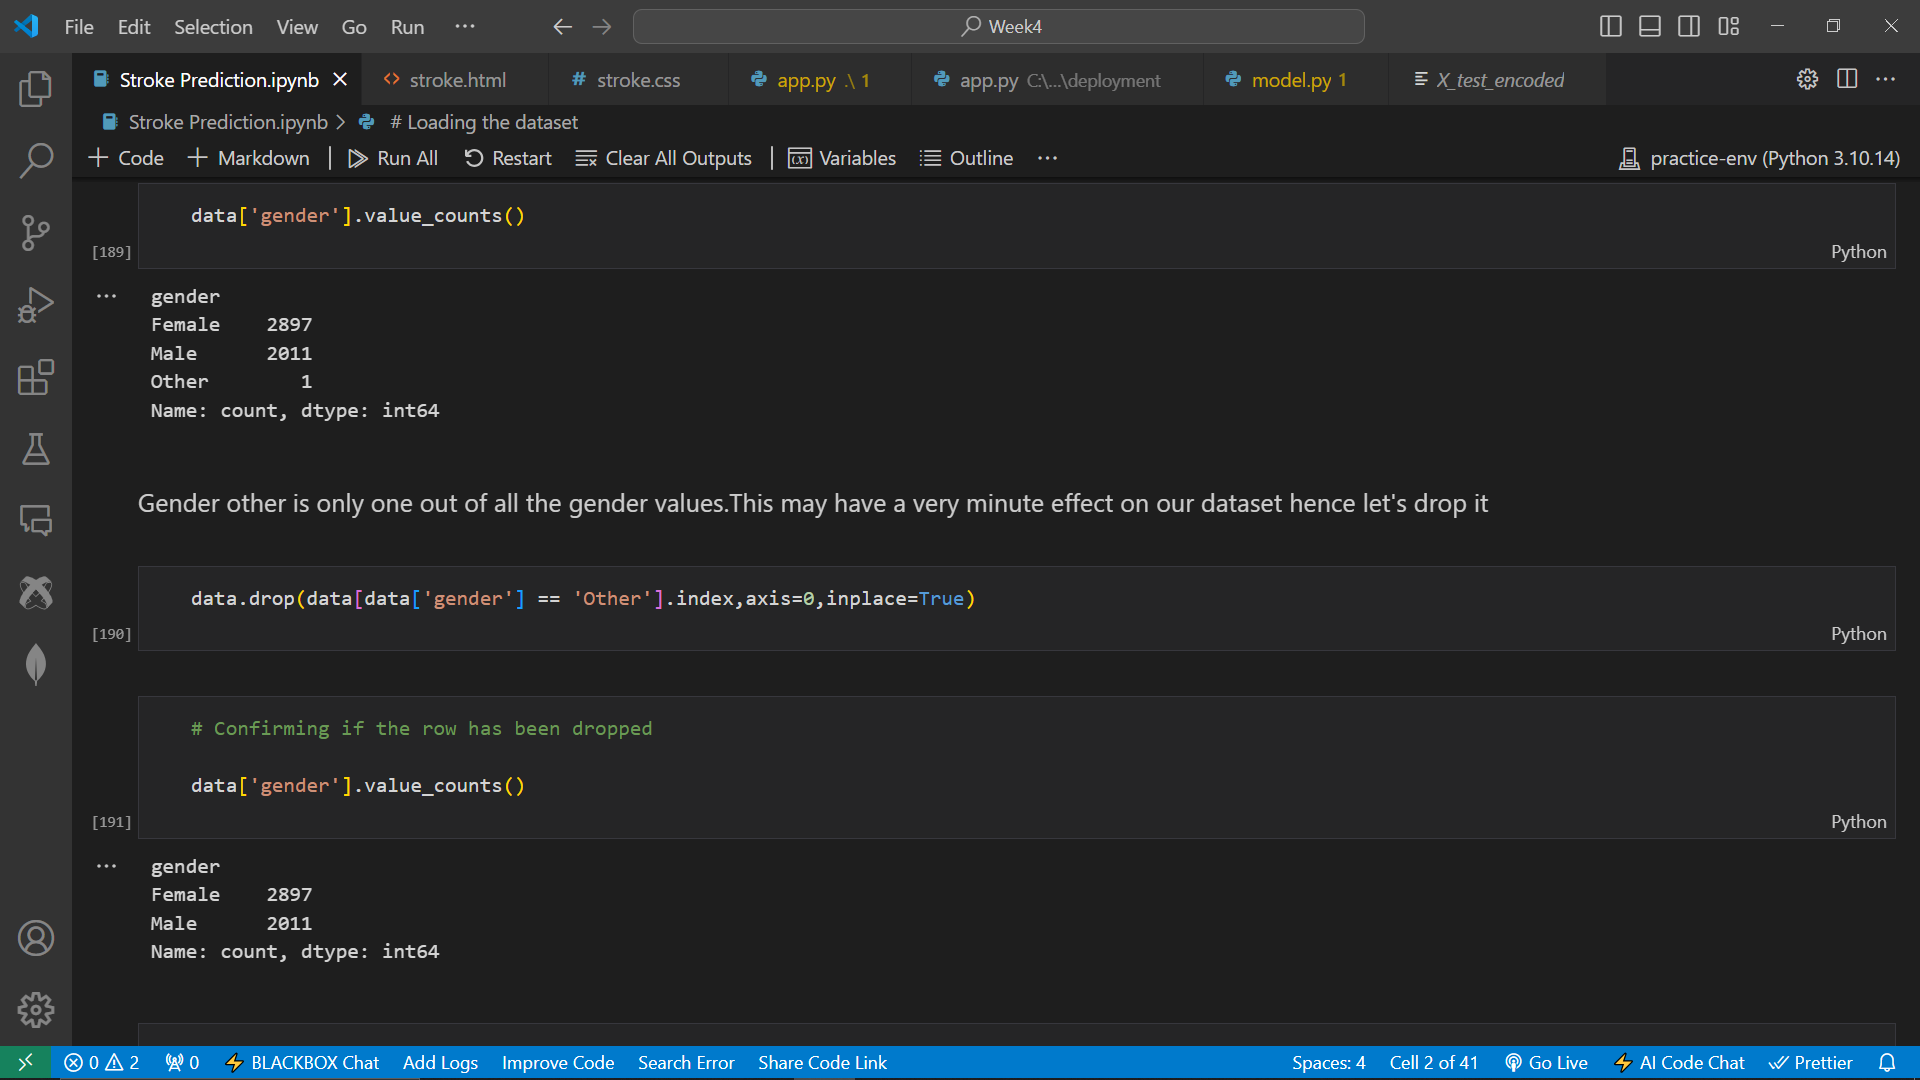 File Edit Selection View Go Run ··· Week4
Stroke Prediction.ipynb stroke.html # stroke.css app.py .\ 1 app.py C:\...\deployment model.py 1 X_test_encoded
Stroke Prediction.ipynb > # Loading the dataset
+ Code + Markdown | Run All Restart Clear All Outputs | Variables Outline ··· practice-env (Python 3.10.14)
data['gender'].value_counts()
[189] Python
gender
Female 2897
Male 2011
Other 1
Name: count, dtype: int64
Gender other is only one out of all the gender values.This may have a very minute effect on our dataset hence let's drop it
data.drop(data[data['gender'] == 'Other'].index,axis=0,inplace=True)
[190] Python
# Confirming if the row has been dropped
data['gender'].value_counts()
[191] Python
gender
Female 2897
Male 2011
Name: count, dtype: int64
0 2 0 BLACKBOX Chat Add Logs Improve Code Search Error Share Code Link Spaces: 4 Cell 2 of 41 Go Live AI Code Chat Prettier